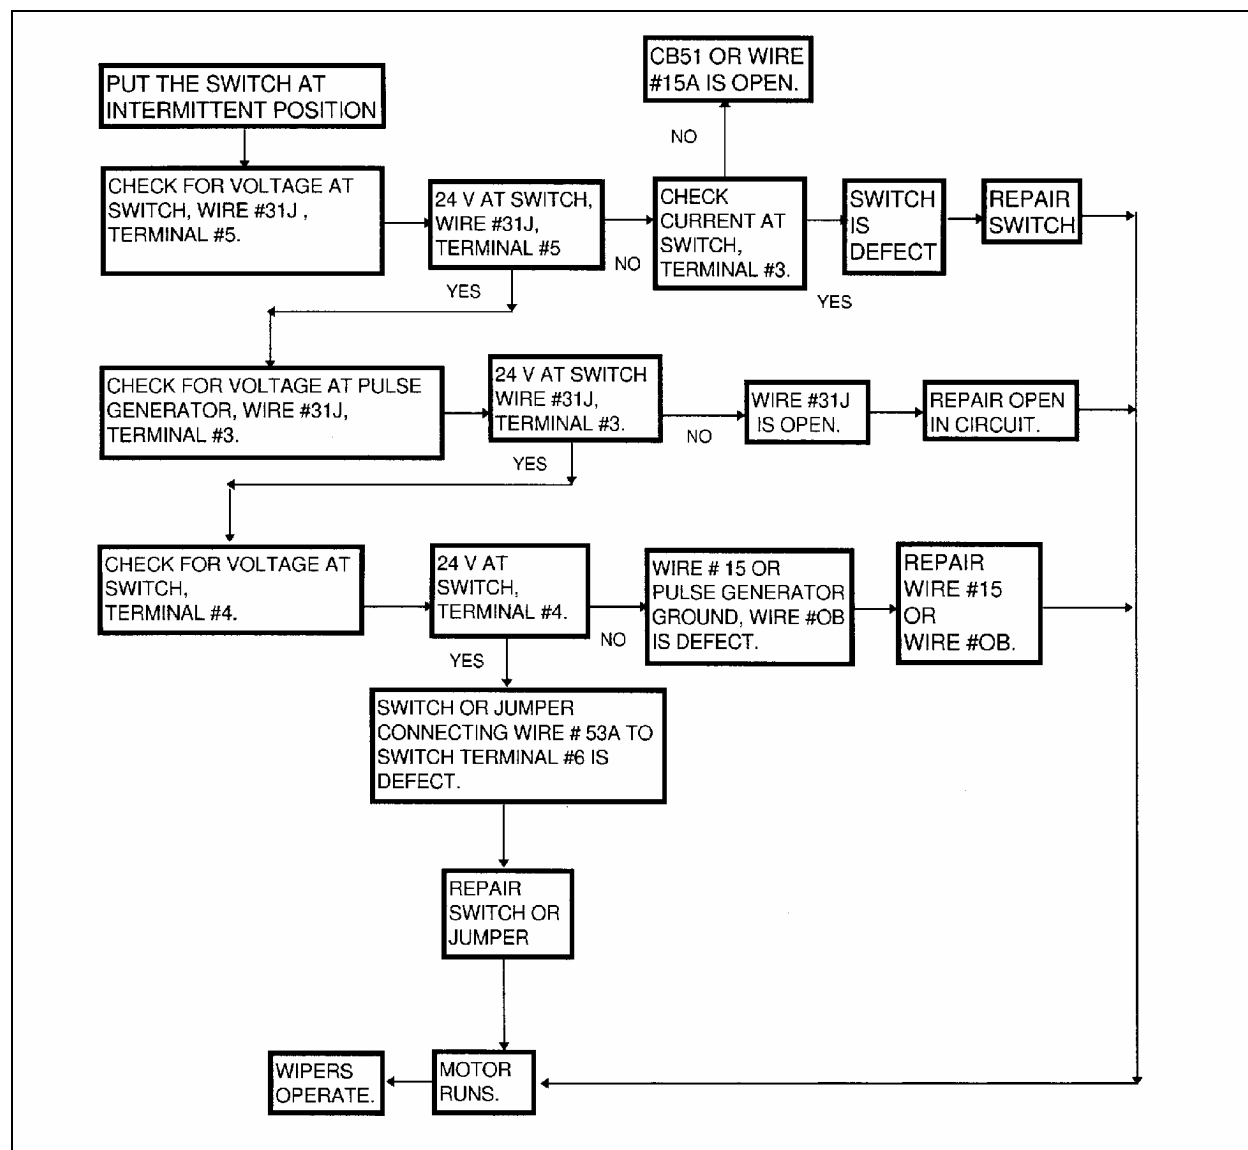 CB51 OR WIRE
#15A IS OPEN.
PUT THE SWITCH AT
INTERMITTENT POSITION
NO
CHECK FOR VOLTAGE AT
SWITCH, WIRE #31J ,
TERMINAL #5.
24 V AT SWITCH,
WIRE #31J,
TERMINAL #5
NO
CHECK
CURRENT AT
SWITCH,
TERMINAL #3.
YES
SWITCH
IS
DEFECT
REPAIR
SWITCH
YES
CHECK FOR VOLTAGE AT PULSE
GENERATOR, WIRE #31J,
TERMINAL #3.
24 V AT SWITCH
WIRE #31J,
TERMINAL #3.
NO
WIRE #31J
IS OPEN.
REPAIR OPEN
IN CIRCUIT.
YES
CHECK FOR VOLTAGE AT
SWITCH,
TERMINAL #4.
24 V AT
SWITCH,
TERMINAL #4.
NO
WIRE # 15 OR
PULSE GENERATOR
GROUND, WIRE #OB
IS DEFECT.
REPAIR
WIRE #15
OR
WIRE #OB.
YES
SWITCH OR JUMPER
CONNECTING WIRE # 53A TO
SWITCH TERMINAL #6 IS
DEFECT.
REPAIR
SWITCH OR
JUMPER
WIPERS
OPERATE.
MOTOR
RUNS.